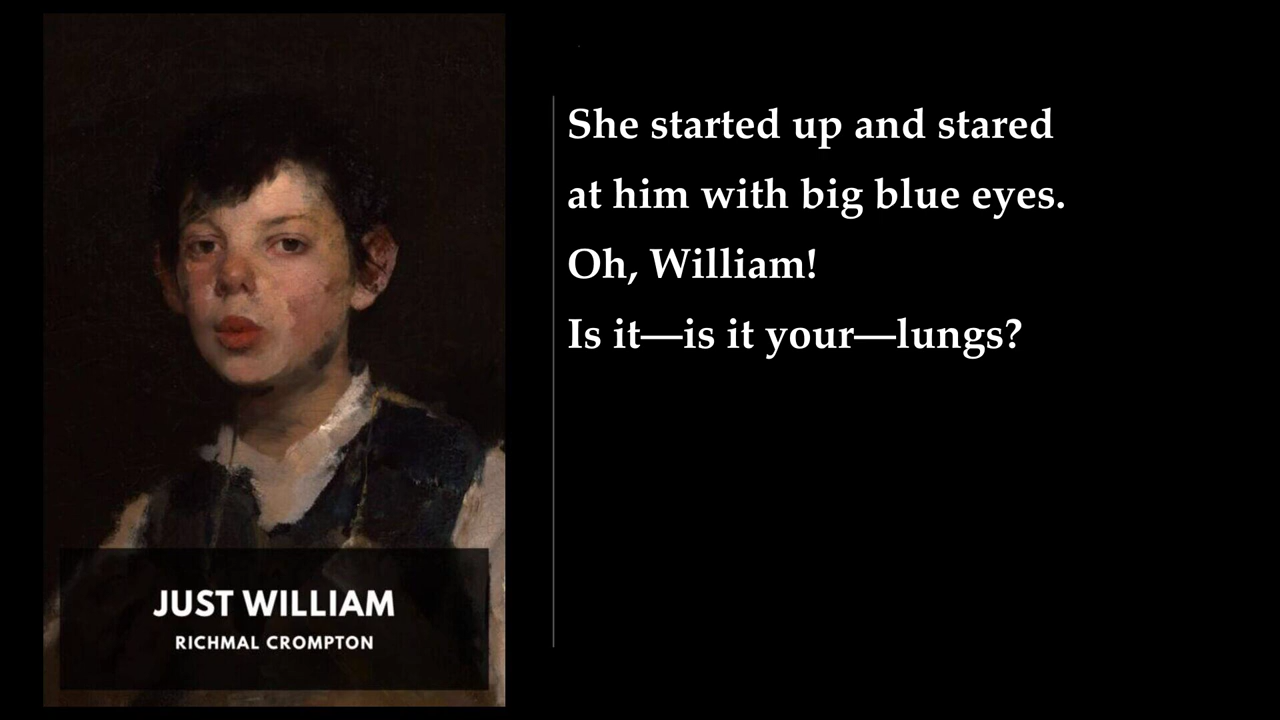 JUST WILLIAM
RICHMAL CROMPTON
She started up and stared
at him with big blue eyes.
Oh, William!
Is it—is it your—lungs?